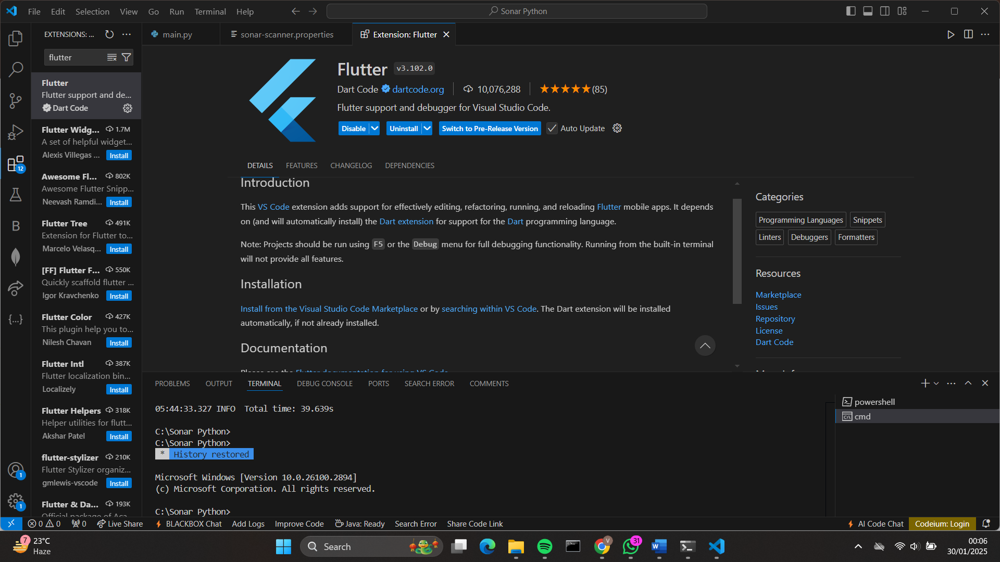 File Edit Selection View Go Run Terminal Help
Sonar Python
EXTENSIONS: ...
main.py
sonar-scanner.properties
Extension: Flutter
flutter
Flutter
Flutter support and de...
Dart Code
Flutter Widg... 1.7M
A set of helpful widget...
Alexis Villegas ... Install
Awesome Fl... 802K
Awesome Flutter Snipp...
Neevash Ramdi... Install
Flutter Tree 491K
Extension for Flutter to...
Marcelo Velasq... Install
[FF] Flutter F... 550K
Quickly scaffold flutter ...
Igor Kravchenko Install
Flutter Color 427K
This plugin help you to...
Nilesh Chavan Install
Flutter Intl 387K
Flutter localization bin...
Localizely Install
Flutter Helpers 318K
Helper utilities for flutt...
Akshar Patel Install
flutter-stylizer 210K
Flutter Stylizer organiz...
gmlewis-vscode Install
Flutter & Da... 193K
12
B
{...}
1
1
Flutter v3.102.0
Dart Code dartcode.org 10,076,288 ★★★★★(85)
Flutter support and debugger for Visual Studio Code.
Disable Uninstall Switch to Pre-Release Version Auto Update
DETAILS FEATURES CHANGELOG DEPENDENCIES
Introduction
This VS Code extension adds support for effectively editing, refactoring, running, and reloading Flutter mobile apps. It depends
on (and will automatically install) the Dart extension for support for the Dart programming language.
Note: Projects should be run using F5 or the Debug menu for full debugging functionality. Running from the built-in terminal
will not provide all features.
Installation
Install from the Visual Studio Code Marketplace or by searching within VS Code. The Dart extension will be installed
automatically, if not already installed.
Documentation
Please see the Flutter documentation for using VS Code
Categories
Programming Languages Snippets
Linters Debuggers Formatters
Resources
Marketplace
Issues
Repository
License
Dart Code
PROBLEMS OUTPUT TERMINAL DEBUG CONSOLE PORTS SEARCH ERROR COMMENTS
05:44:33.327 INFO Total time: 39.639s
C:\Sonar Python>
C:\Sonar Python>
* History restored
Microsoft Windows [Version 10.0.26100.2894]
(c) Microsoft Corporation. All rights reserved.
C:\Sonar Python>
powershell
cmd
0 0 0 Live Share BLACKBOX Chat Add Logs Improve Code Java: Ready Search Error Share Code Link AI Code Chat Codeium: Login
7
23°C
Haze
Search
V
31
00:06
30/01/2025